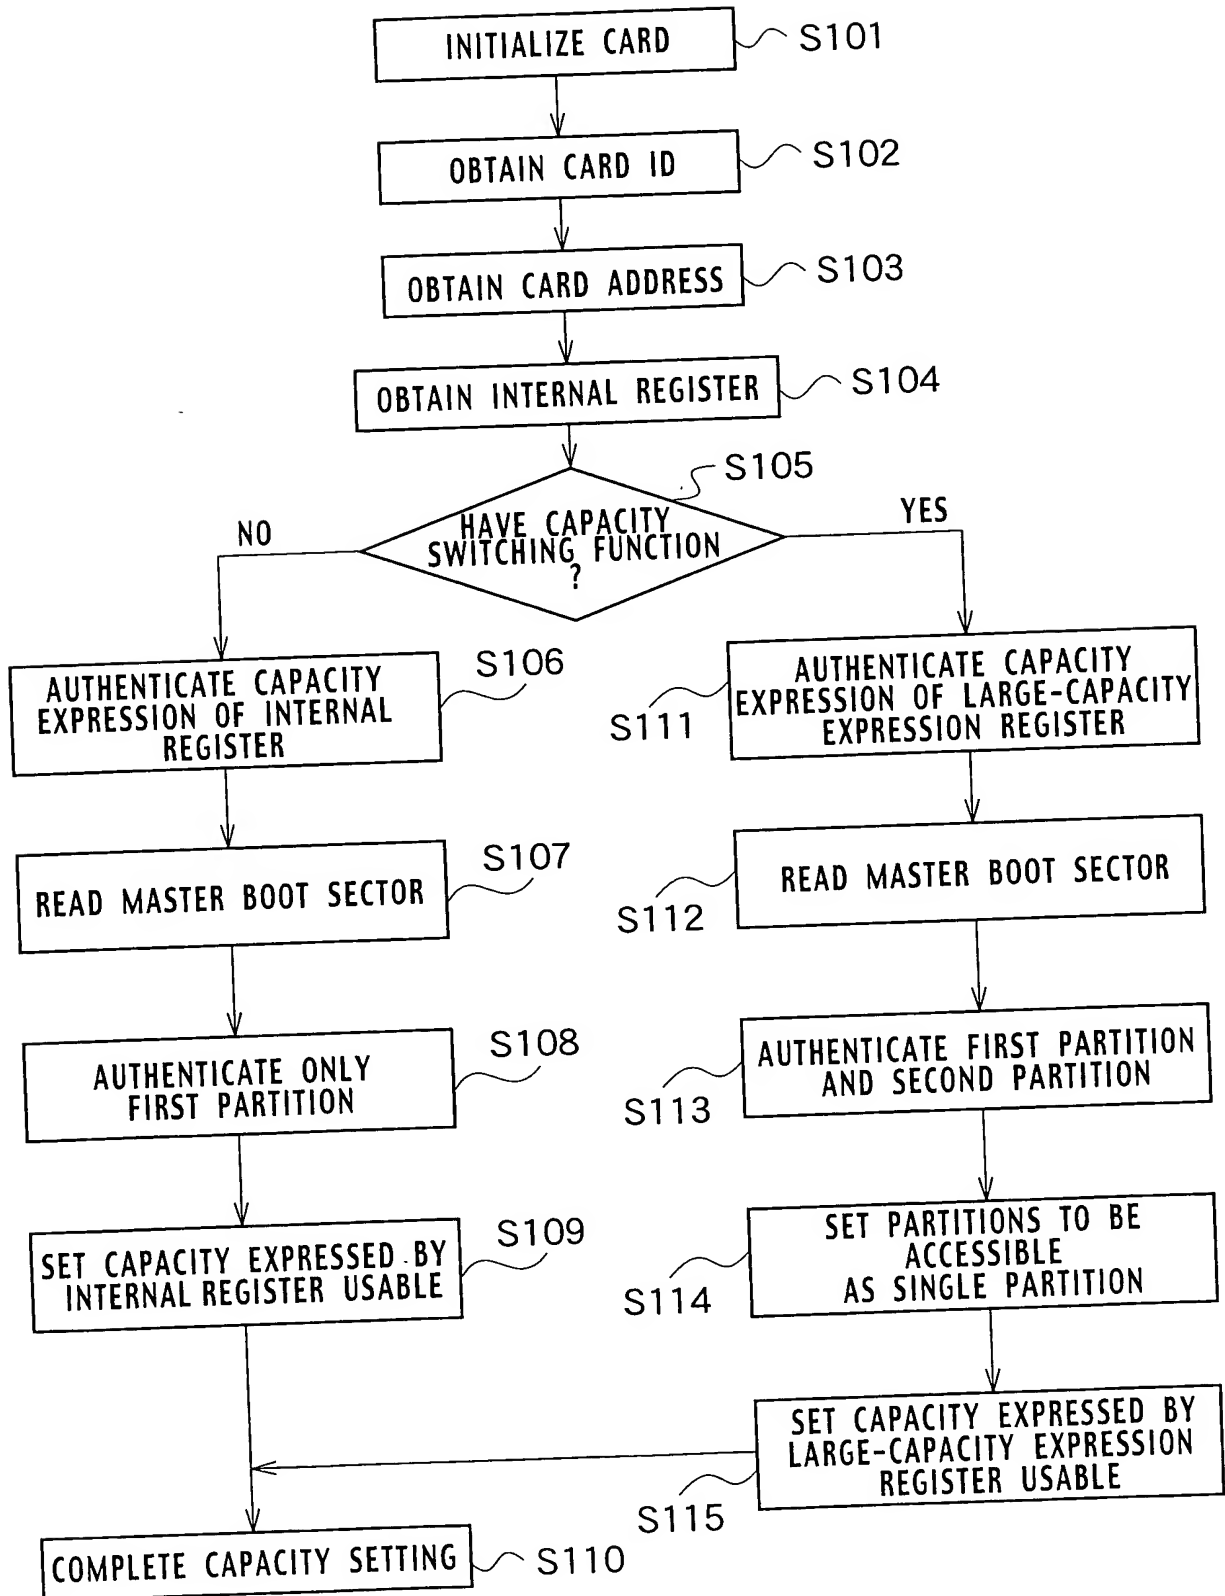 INITIALIZE CARD
S101
OBTAIN CARD ID
S102
OBTAIN CARD ADDRESS
S103
OBTAIN INTERNAL REGISTER
S104
S105
HAVE CAPACITY
SWITCHING FUNCTION
?
NO
YES
AUTHENTICATE CAPACITY
EXPRESSION OF INTERNAL
REGISTER
S106
READ MASTER BOOT SECTOR
S107
AUTHENTICATE ONLY
FIRST PARTITION
S108
SET CAPACITY EXPRESSED BY
INTERNAL REGISTER USABLE
S109
AUTHENTICATE CAPACITY
EXPRESSION OF LARGE-CAPACITY
EXPRESSION REGISTER
S111
READ MASTER BOOT SECTOR
S112
AUTHENTICATE FIRST PARTITION
AND SECOND PARTITION
S113
SET PARTITIONS TO BE
ACCESSIBLE
AS SINGLE PARTITION
S114
SET CAPACITY EXPRESSED BY
LARGE-CAPACITY EXPRESSION
REGISTER USABLE
S115
COMPLETE CAPACITY SETTING
S110